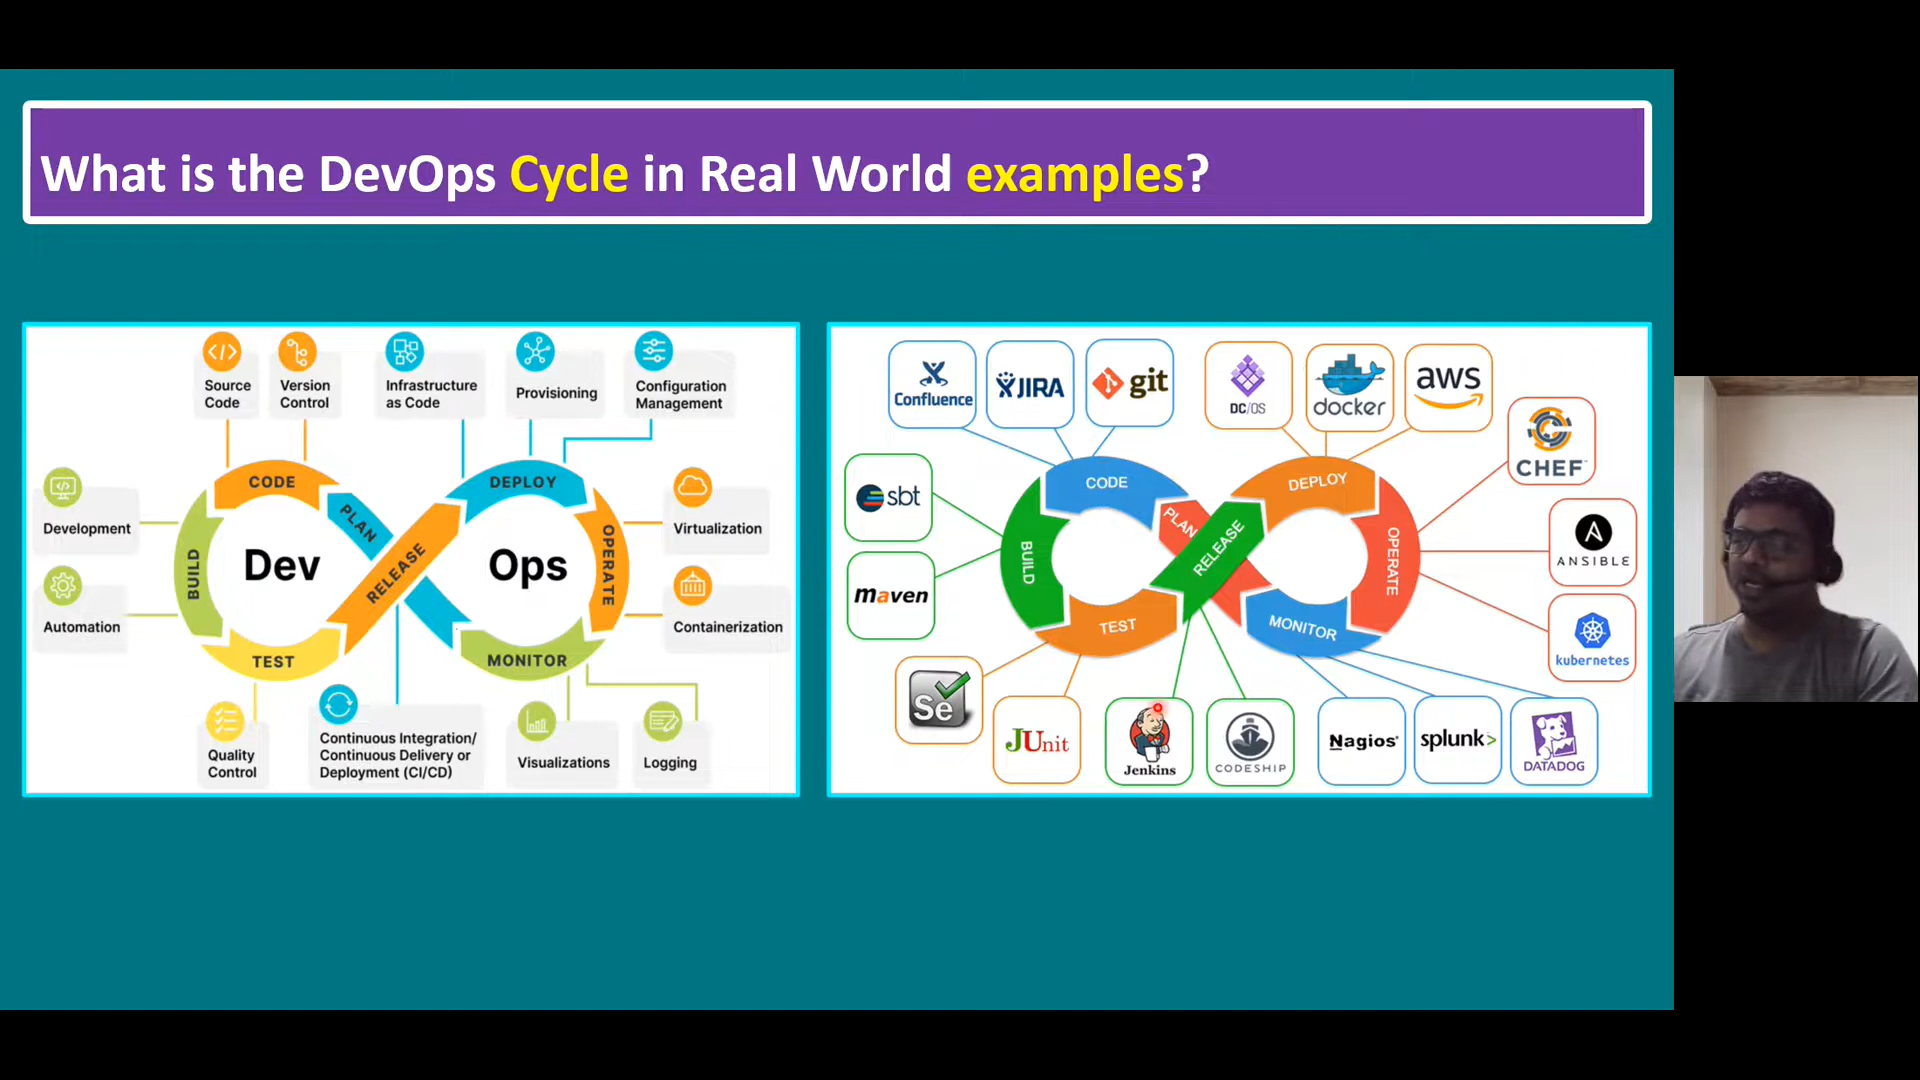 What is the DevOps Cycle in Real World examples?
Source
Code
Version
Control
Infrastructure
as Code
Provisioning
Configuration
Management
Development
Automation
CODE
PLAN
BUILD
Dev
TEST
RELEASE
DEPLOY
Ops
OPERATE
MONITOR
Virtualization
Containerization
Quality
Control
Continuous Integration/
Continuous Delivery or
Deployment (CI/CD)
Visualizations
Logging
Confluence
JIRA
git
DC/OS
docker
aws
CHEF
sbt
maven
CODE
PLAN
BUILD
TEST
RELEASE
DEPLOY
OPERATE
MONITOR
ANSIBLE
kubernetes
Se
JUnit
Jenkins
CODESHIP
Nagios
splunk>
DATADOG